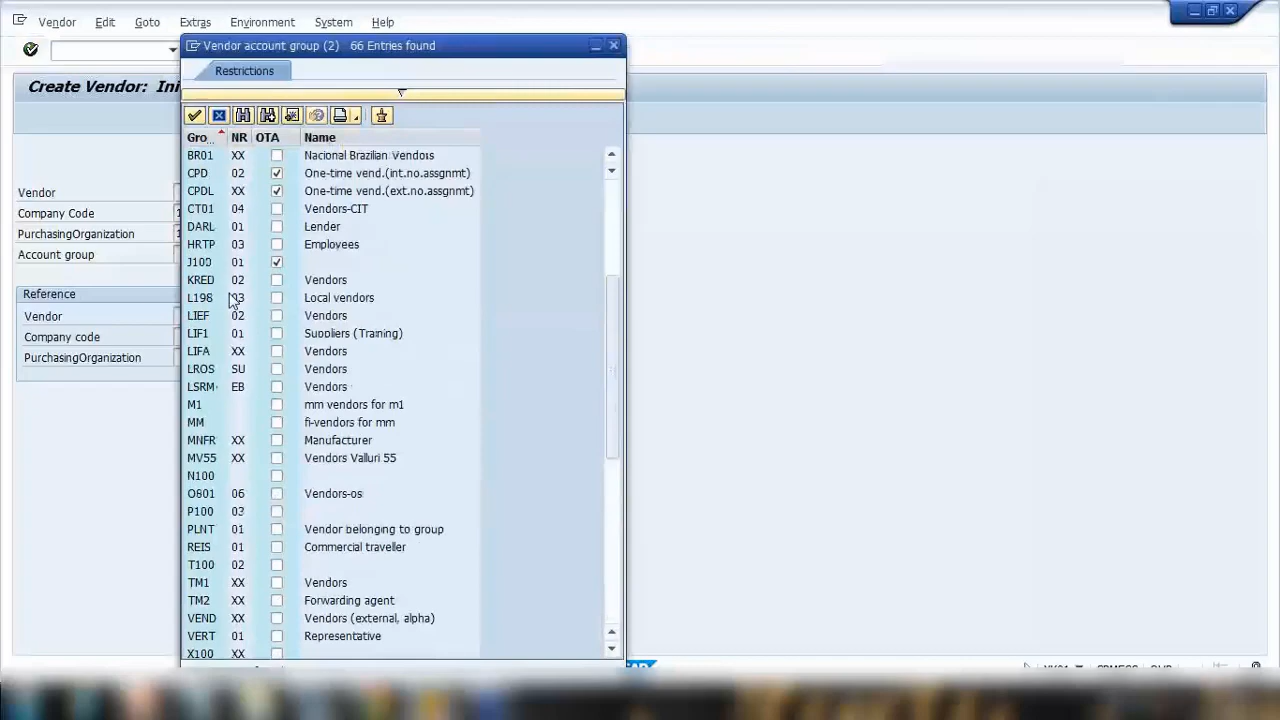 Vendor Edit Goto Extras Environment System Help
Vendor account group (2) 66 Entries found
Restrictions
Create Vendor:
Gro... NR OTA Name
BR01 XX Nacional Brazilian Vendors
CPD 02 One-time vend.(int.no.assgnmt)
CPDL XX One-time vend.(ext.no.assgnmt)
CT01 04 Vendors-CIT
DARL 01 Lender
HRTP 03 Employees
J100 01
KRED 02 Vendors
L198 03 Local vendors
LIEF 02 Vendors
LIF1 01 Suppliers (Training)
LIFA XX Vendors
LROS SU Vendors
LSRM EB Vendors
M1 mm vendors for m1
MM fi-vendors for mm
MNFR XX Manufacturer
MV55 XX Vendors Valluri 55
N100
O801 06 Vendors-os
P100 03
PLNT 01 Vendor belonging to group
REIS 01 Commercial traveller
T100 02
TM1 XX Vendors
TM2 XX Forwarding agent
VEND XX Vendors (external, alpha)
VERT 01 Representative
X100 XX
Vendor
Company Code
PurchasingOrganization
Account group
Reference
Vendor
Company code
PurchasingOrganization